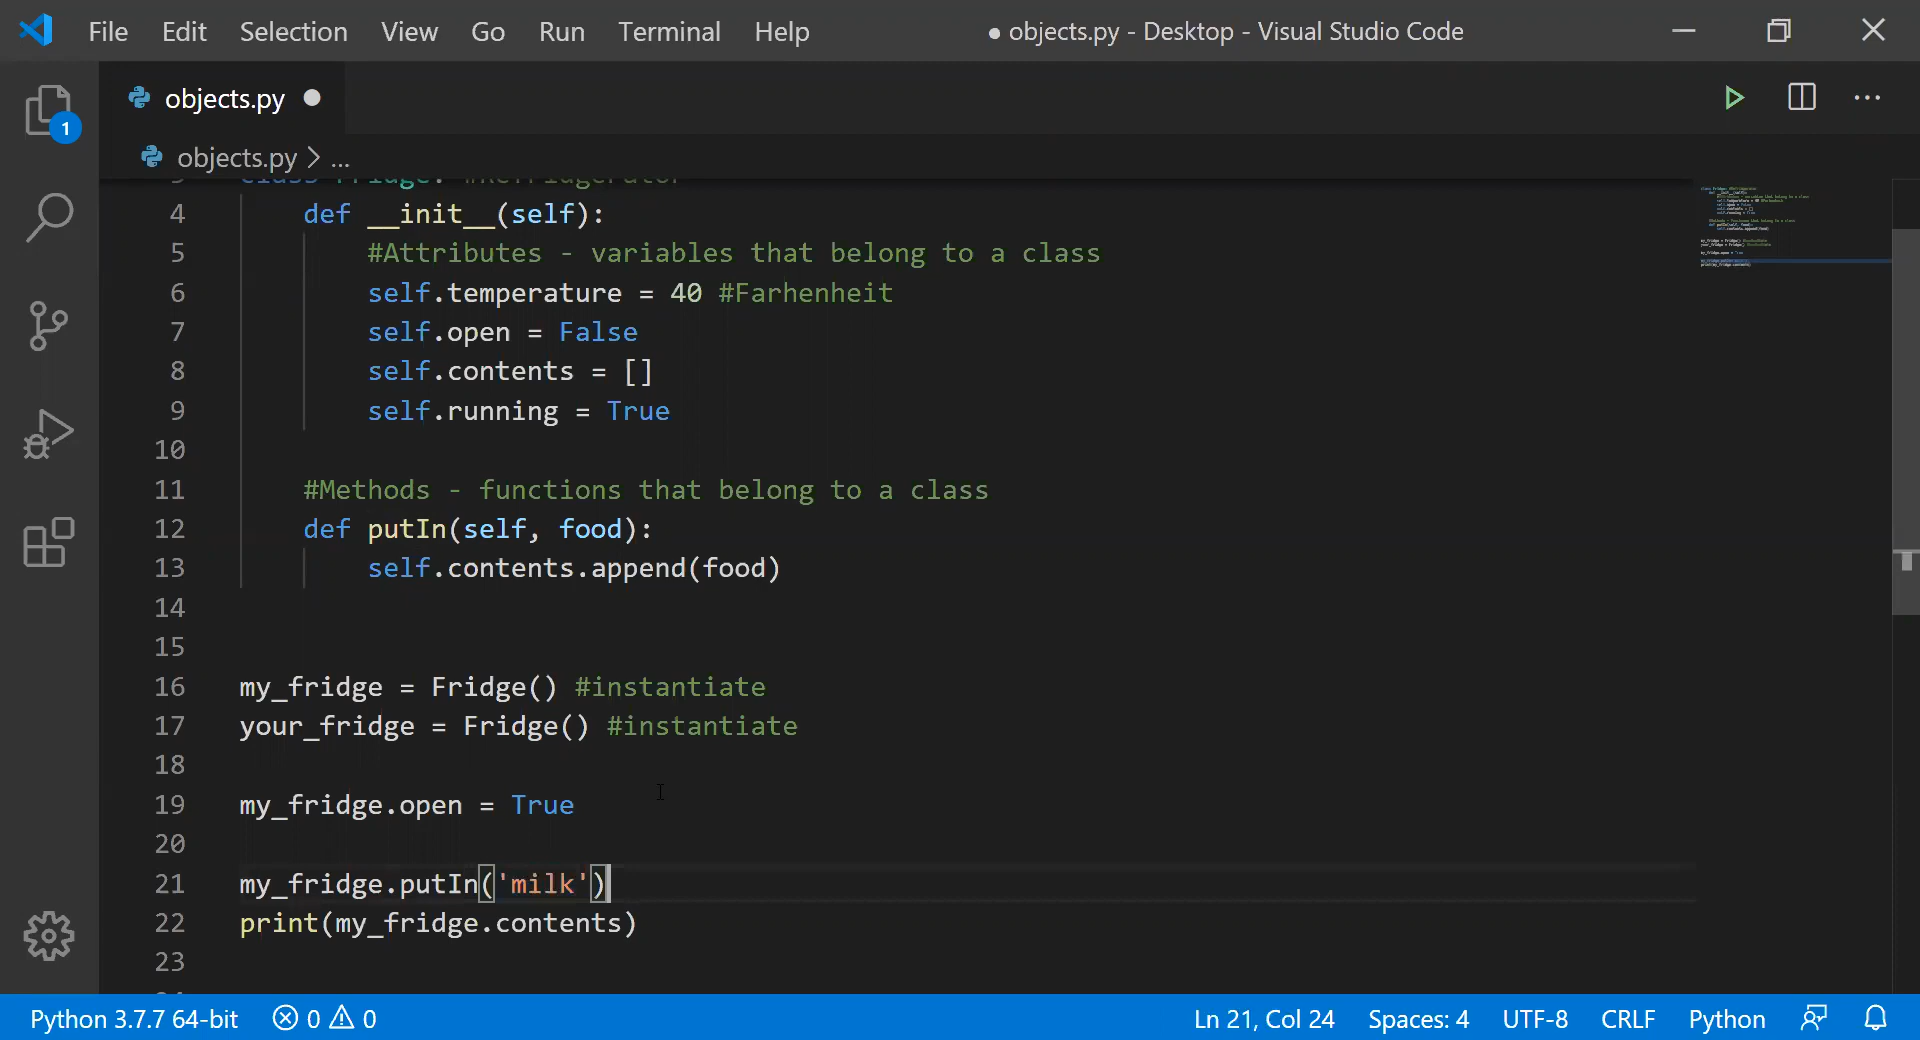 File Edit Selection View Go Run Terminal Help ● objects.py - Desktop - Visual Studio Code
objects.py ●
objects.py > ...
1
class Fridge: #Refridgerator
4 def __init__(self):
5 #Attributes - variables that belong to a class
6 self.temperature = 40 #Farhenheit
7 self.open = False
8 self.contents = []
9 self.running = True
10
11 #Methods - functions that belong to a class
12 def putIn(self, food):
13 self.contents.append(food)
14
15
16 my_fridge = Fridge() #instantiate
17 your_fridge = Fridge() #instantiate
18
19 my_fridge.open = True
20
21 my_fridge.putIn('milk')
22 print(my_fridge.contents)
23
Python 3.7.7 64-bit 0 0 Ln 21, Col 24 Spaces: 4 UTF-8 CRLF Python